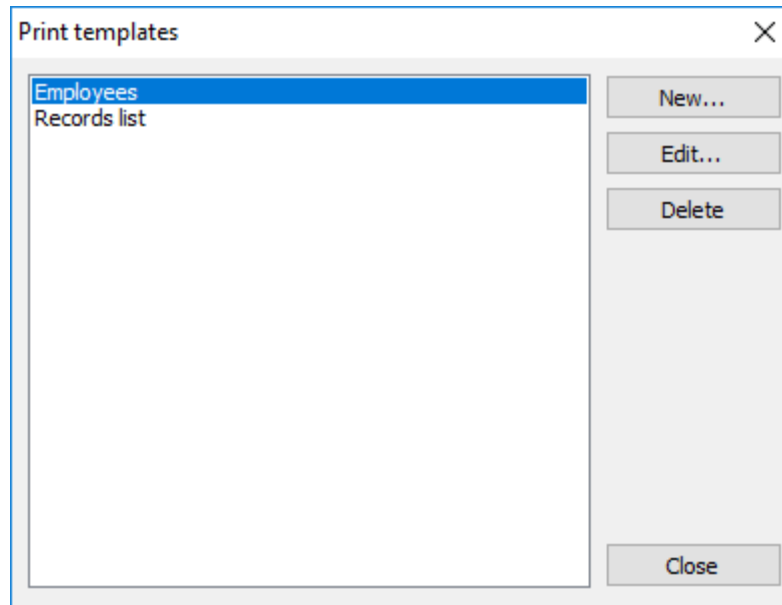 Print templates
Employees
Records list
New...
Edit...
Delete
Close